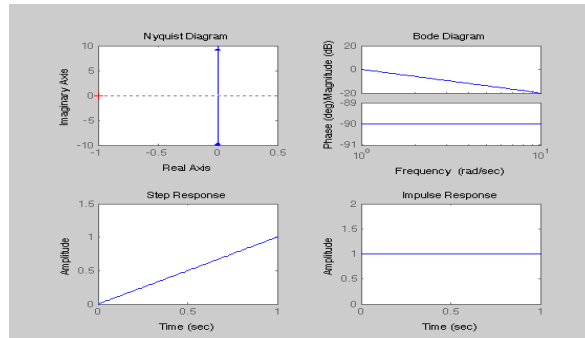 Nyquist Diagram
10
5
0
-5
-10
Imaginary Axis
-1 -0.5 0 0.5
Real Axis
Bode Diagram
20
0
-20
Magnitude (dB)
-89
-90
-91
Phase (deg)
10^0 10^1
Frequency (rad/sec)
Step Response
1.5
1
0.5
0
Amplitude
0 0.5 1
Time (sec)
Impulse Response
2
1.5
1
0.5
0
Amplitude
0 0.5 1
Time (sec)